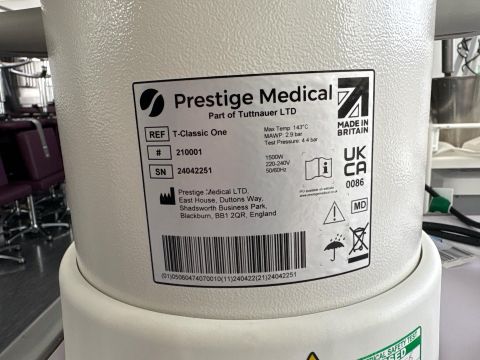 Prestige Medical
Part of Tuttnauer LTD
MADE IN
BRITAIN
REF T-Classic One
# 210001
SN 24042251
Max Temp: 143°C
MAWP: 2.9 bar
Test Pressure: 4.4 bar
1500W
220-240V
50/60Hz
UK
CA
0086
Prestige Medical LTD.
East House, Duttons Way,
Shadsworth Business Park,
Blackburn, BB1 2QR, England
MD
(01)05060474070010(11)240422(21)24042251